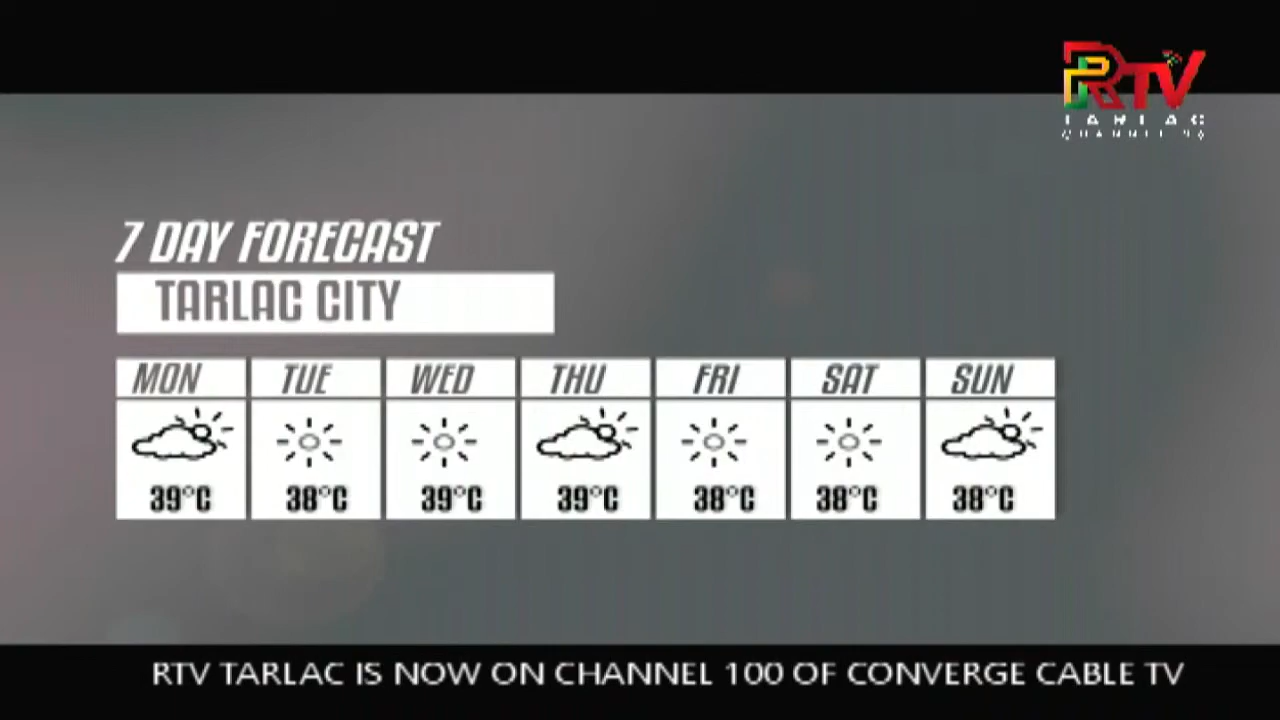 RTV
TARLAC
7 DAY FORECAST
TARLAC CITY
MON TUE WED THU FRI SAT SUN
39°C 38°C 39°C 39°C 38°C 38°C 38°C
RTV TARLAC IS NOW ON CHANNEL 100 OF CONVERGE CABLE TV